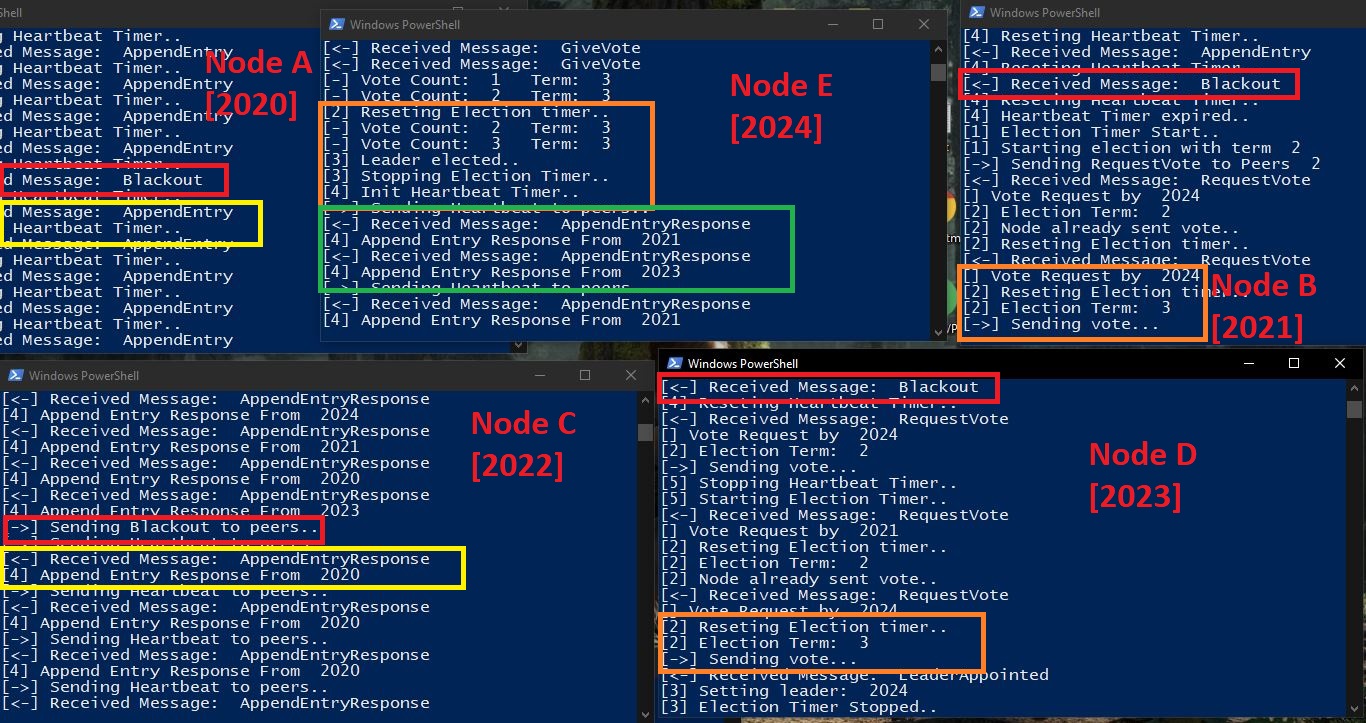 Shell
g Heartbeat Timer..
ed Message:  AppendEntry
g Heartbeat Timer..
ed Message:  AppendEntry
g Heartbeat Timer..
ed Message:  AppendEntry
g Heartbeat Timer..
ed Message:  AppendEntry
Heartbeat Timer..
d Message:  Blackout
Heartbeat Timer..
d Message:  AppendEntry
Heartbeat Timer..
ed Message:  AppendEntry
g Heartbeat Timer..
ed Message:  AppendEntry
g Heartbeat Timer..
ed Message:  AppendEntry
g Heartbeat Timer..
ed Message:  AppendEntry
Node A
[2020]
Windows PowerShell
[<-] Received Message:  GiveVote
[<-] Received Message:  GiveVote
[-] Vote Count:  1   Term:  3
[-] Vote Count:  2   Term:  3
[2] Reseting Election timer..
[-] Vote Count:  2   Term:  3
[-] Vote Count:  3   Term:  3
[3] Leader elected..
[3] Stopping Election Timer..
[4] Init Heartbeat Timer..
[->] Sending Heartbeat to peers..
[<-] Received Message:  AppendEntryResponse
[4] Append Entry Response From  2021
[<-] Received Message:  AppendEntryResponse
[4] Append Entry Response From  2023
[->] Sending Heartbeat to peers..
[<-] Received Message:  AppendEntryResponse
[4] Append Entry Response From  2021
Node E
[2024]
Windows PowerShell
[4] Reseting Heartbeat Timer..
[<-] Received Message:  AppendEntry
[4] Reseting Heartbeat Timer..
[<-] Received Message:  Blackout
[4] Reseting Heartbeat Timer..
[4] Heartbeat Timer expired..
[1] Election Timer Start..
[1] Starting election with term  2
[->] Sending RequestVote to Peers  2
[<-] Received Message:  RequestVote
[] Vote Request by  2024
[2] Election Term:  2
[2] Node already sent vote..
[2] Reseting Election timer..
[<-] Received Message:  RequestVote
[] Vote Request by  2024
[2] Reseting Election timer..
[2] Election Term:  3
[->] Sending vote...
Node B
[2021]
Windows PowerShell
[<-] Received Message:  AppendEntryResponse
[4] Append Entry Response From  2024
[<-] Received Message:  AppendEntryResponse
[4] Append Entry Response From  2021
[<-] Received Message:  AppendEntryResponse
[4] Append Entry Response From  2020
[<-] Received Message:  AppendEntryResponse
[4] Append Entry Response From  2023
[->] Sending Blackout to peers..
[->] Sending Heartbeat to peers..
[<-] Received Message:  AppendEntryResponse
[4] Append Entry Response From  2020
[->] Sending Heartbeat to peers..
[<-] Received Message:  AppendEntryResponse
[4] Append Entry Response From  2020
[->] Sending Heartbeat to peers..
[<-] Received Message:  AppendEntryResponse
[4] Append Entry Response From  2020
[->] Sending Heartbeat to peers..
[<-] Received Message:  AppendEntryResponse
Node C
[2022]
Windows PowerShell
[<-] Received Message:  Blackout
[4] Reseting Heartbeat Timer..
[<-] Received Message:  RequestVote
[] Vote Request by  2024
[2] Election Term:  2
[->] Sending vote...
[5] Stopping Heartbeat Timer..
[5] Starting Election Timer..
[<-] Received Message:  RequestVote
[] Vote Request by  2021
[2] Reseting Election timer..
[2] Election Term:  2
[2] Node already sent vote..
[<-] Received Message:  RequestVote
[] Vote Request by  2024
[2] Reseting Election timer..
[2] Election Term:  3
[->] Sending vote...
[<-] Received Message:  LeaderAppointed
[3] Setting leader:  2024
[3] Election Timer Stopped..
Node D
[2023]